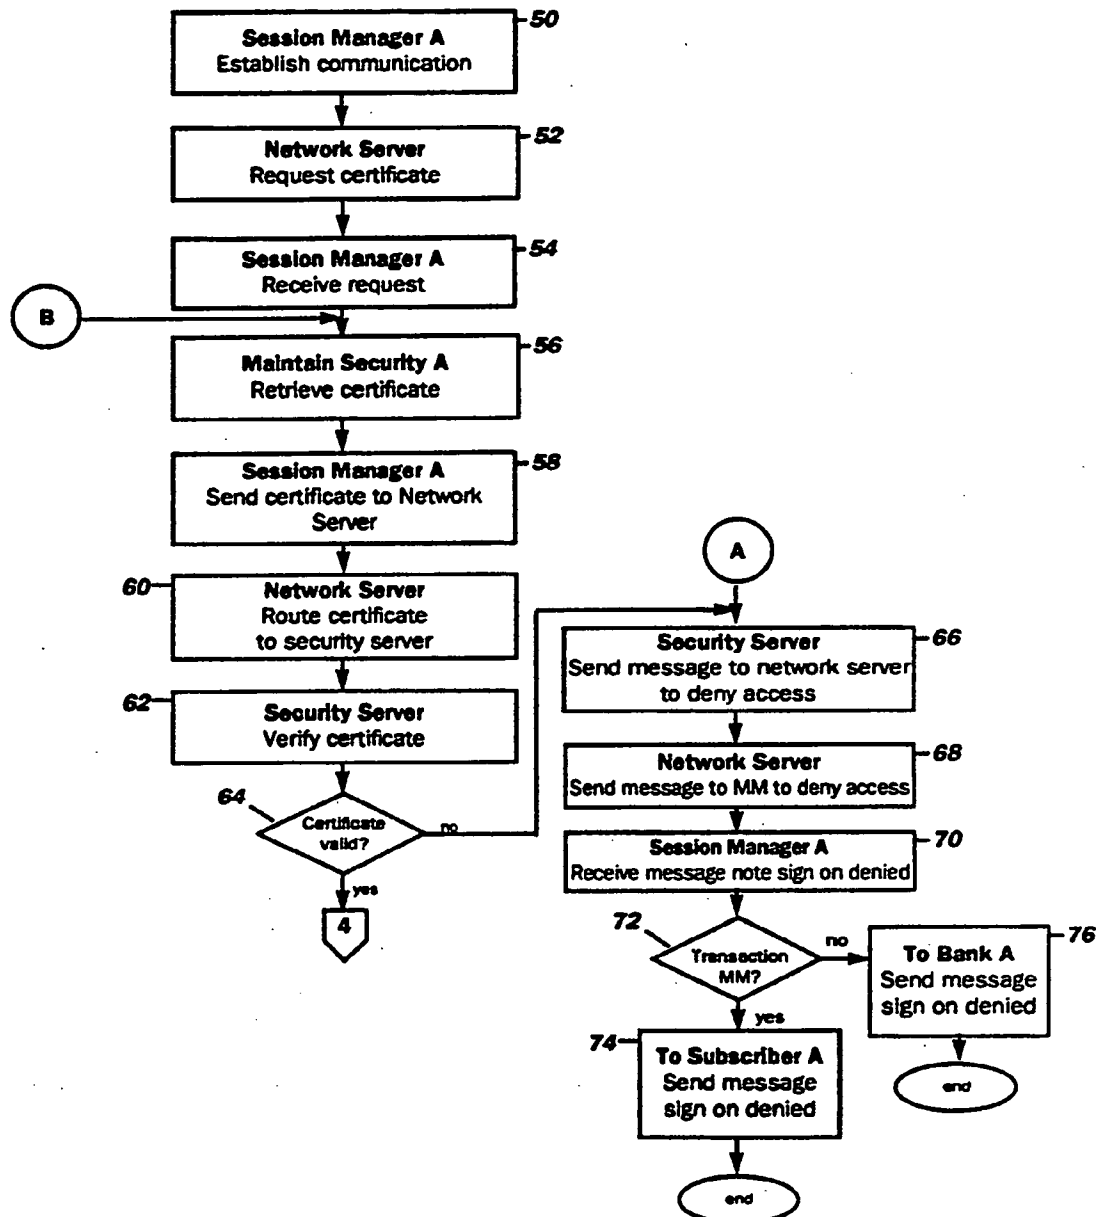 50
Session Manager A
Establish communication
52
Network Server
Request certificate
54
Session Manager A
Receive request
B
56
Maintain Security A
Retrieve certificate
58
Session Manager A
Send certificate to Network
Server
60
Network Server
Route certificate
to security server
62
Security Server
Verify certificate
64
Certificate
valid?
no
yes
4
A
66
Security Server
Send message to network server
to deny access
68
Network Server
Send message to MM to deny access
70
Session Manager A
Receive message note sign on denied
72
Transaction
MM?
no
yes
76
To Bank A
Send message
sign on denied
end
74
To Subscriber A
Send message
sign on denied
end